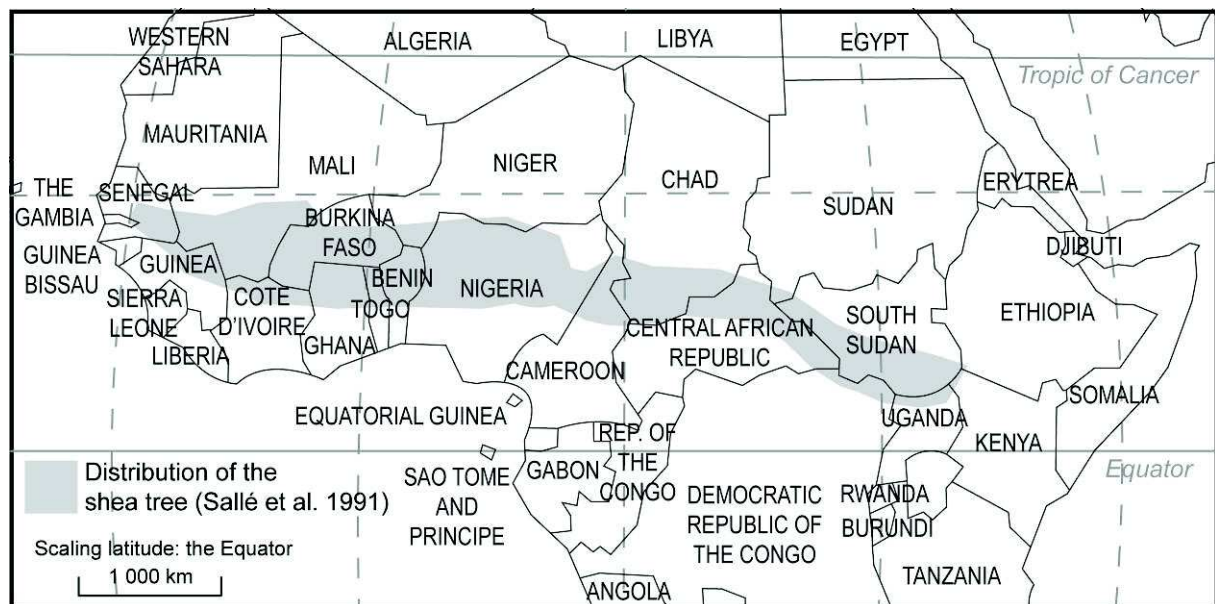 WESTERN
SAHARA
ALGERIA
LIBYA
EGYPT
Tropic of Cancer
MAURITANIA
MALI
NIGER
CHAD
SUDAN
ERYTREA
THE
GAMBIA
SENEGAL
BURKINA
FASO
DJIBUTI
GUINEA
BISSAU
GUINEA
BENIN
NIGERIA
SIERRA
LEONE
COTE
D'IVOIRE
TOGO
GHANA
LIBERIA
CENTRAL AFRICAN
REPUBLIC
SOUTH
SUDAN
ETHIOPIA
CAMEROON
SOMALIA
EQUATORIAL GUINEA
UGANDA
KENYA
REP. OF
THE
CONGO
GABON
Equator
SAO TOME
AND
PRINCIPE
DEMOCRATIC
REPUBLIC OF
THE CONGO
RWANDA
BURUNDI
TANZANIA
ANGOLA
Distribution of the
shea tree (Sallé et al. 1991)
Scaling latitude: the Equator
1 000 km